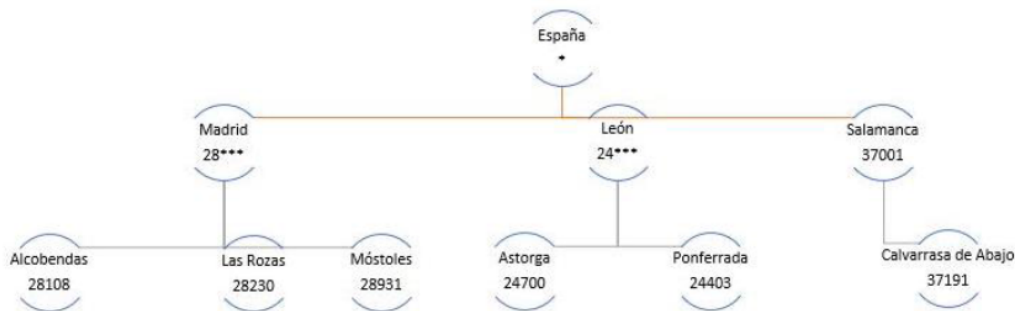 España
*
Madrid
28***
León
24***
Salamanca
37001
Alcobendas
28108
Las Rozas
28230
Móstoles
28931
Astorga
24700
Ponferrada
24403
Calvarrasa de Abajo
37191